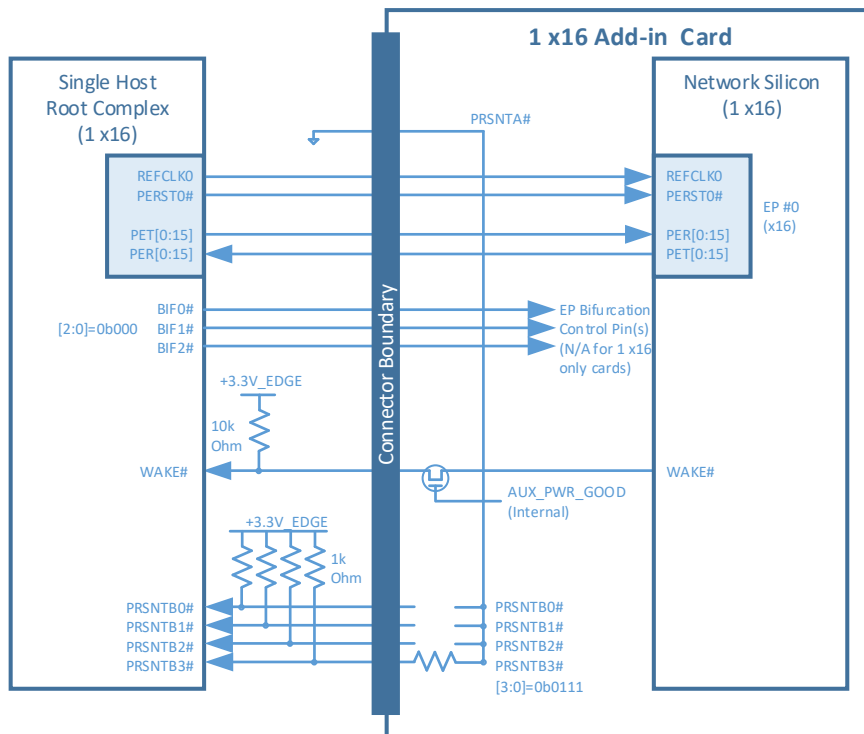 1 x16 Add-in Card
Single Host
Root Complex
(1 x16)
Network Silicon
(1 x16)
PRSNTA#
REFCLK0
PERST0#
PET[0:15]
PER[0:15]
REFCLK0
PERST0#
PER[0:15]
PET[0:15]
EP #0
(x16)
Connector Boundary
BIF0#
BIF1#
BIF2#
[2:0]=0b000
EP Bifurcation
Control Pin(s)
(N/A for 1 x16
only cards)
+3.3V_EDGE
10k
Ohm
WAKE#
WAKE#
AUX_PWR_GOOD
(Internal)
+3.3V_EDGE
1k
Ohm
PRSNTB0#
PRSNTB1#
PRSNTB2#
PRSNTB3#
PRSNTB0#
PRSNTB1#
PRSNTB2#
PRSNTB3#
[3:0]=0b0111